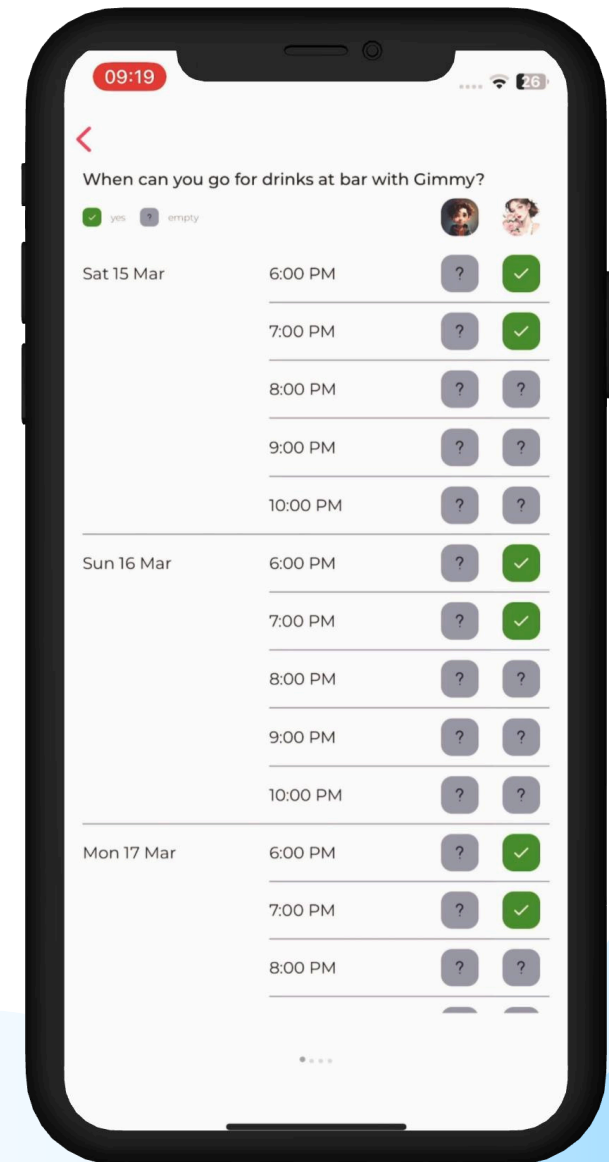 09:19
26
When can you go for drinks at bar with Gimmy?
yes ? empty
Sat 15 Mar 6:00 PM ?
7:00 PM ?
8:00 PM ? ?
9:00 PM ? ?
10:00 PM ? ?
Sun 16 Mar 6:00 PM ?
7:00 PM ?
8:00 PM ? ?
9:00 PM ? ?
10:00 PM ? ?
Mon 17 Mar 6:00 PM ?
7:00 PM ?
8:00 PM ? ?